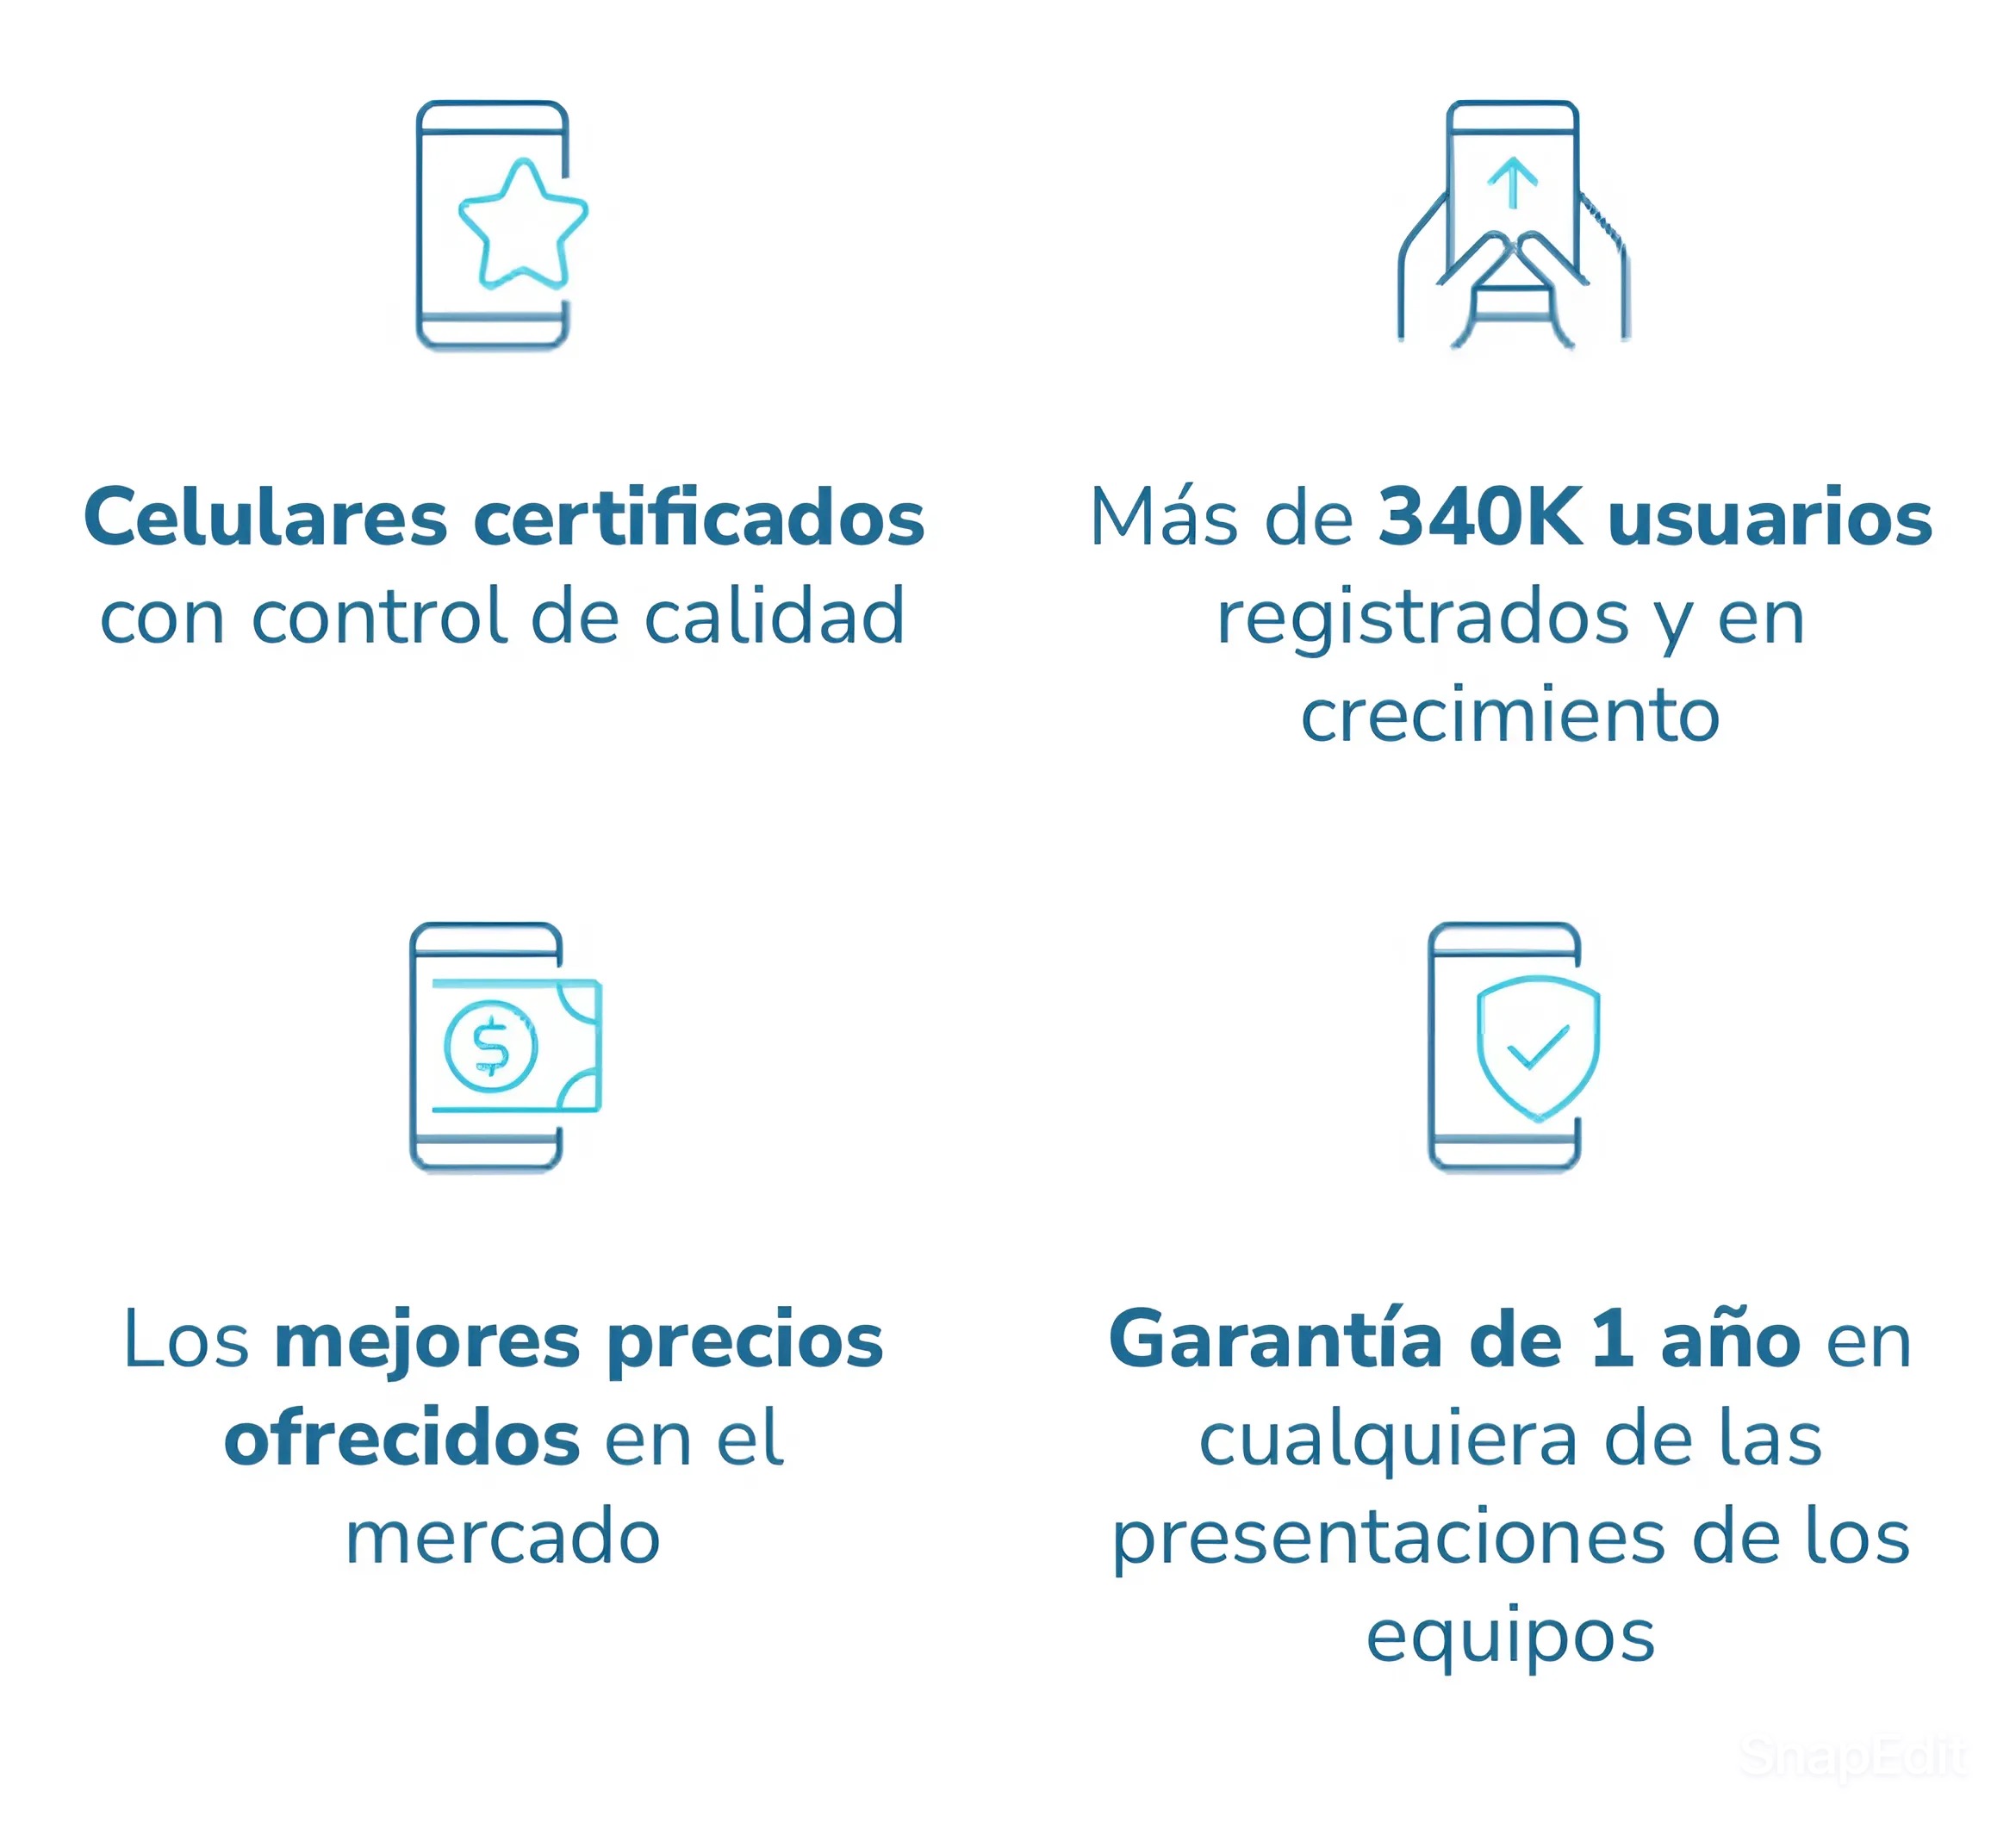 Celulares certificados
con control de calidad
Más de 340K usuarios
registrados y en
crecimiento
Los mejores precios
ofrecidos en el
mercado
Garantía de 1 año en
cualquiera de las
presentaciones de los
equipos
SnapEdit